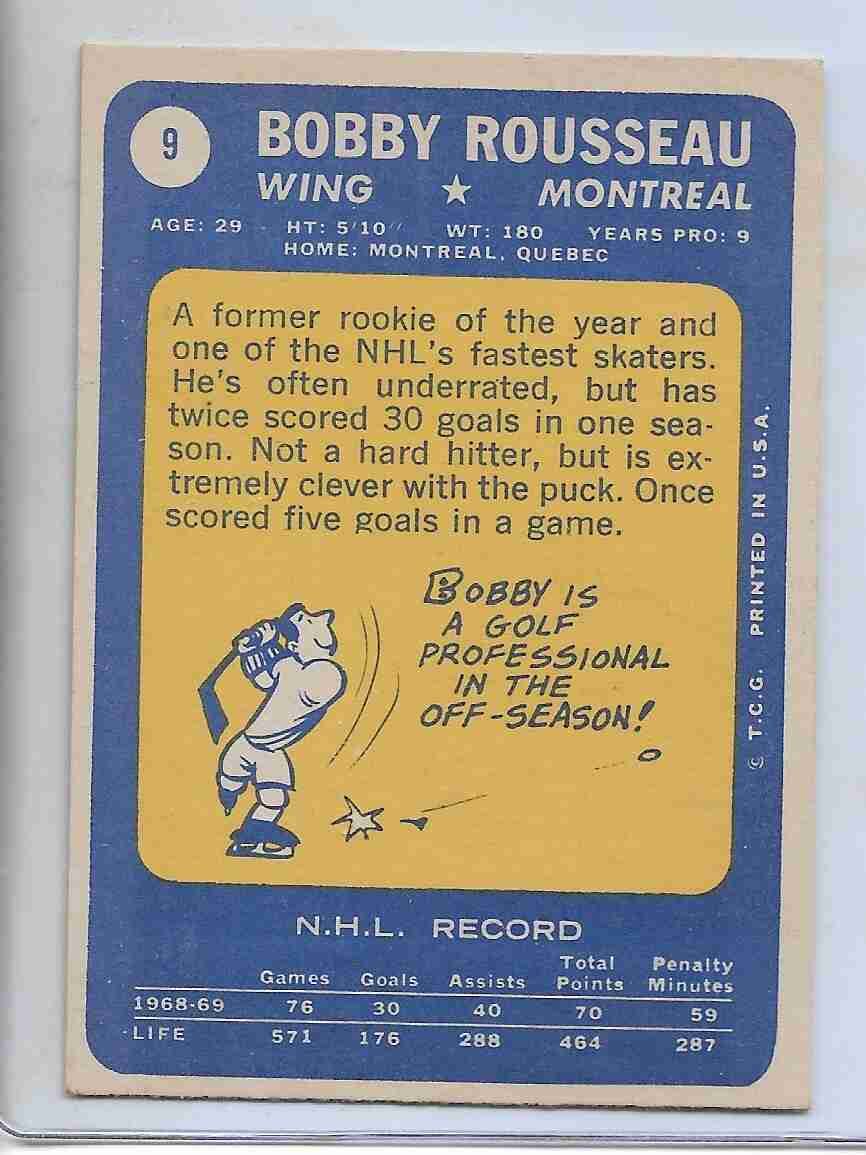 9
BOBBY ROUSSEAU
WING ★ MONTREAL
AGE: 29 HT: 5'10" WT: 180 YEARS PRO: 9
HOME: MONTREAL, QUEBEC
A former rookie of the year and
one of the NHL's fastest skaters.
He's often underrated, but has
twice scored 30 goals in one sea-
son. Not a hard hitter, but is ex-
tremely clever with the puck. Once
scored five goals in a game.
BOBBY IS
A GOLF
PROFESSIONAL
IN THE
OFF-SEASON!
© T.C.G. PRINTED IN U.S.A.
N.H.L. RECORD
Games Goals Assists Total Points Penalty Minutes
1968-69 76 30 40 70 59
LIFE 571 176 288 464 287